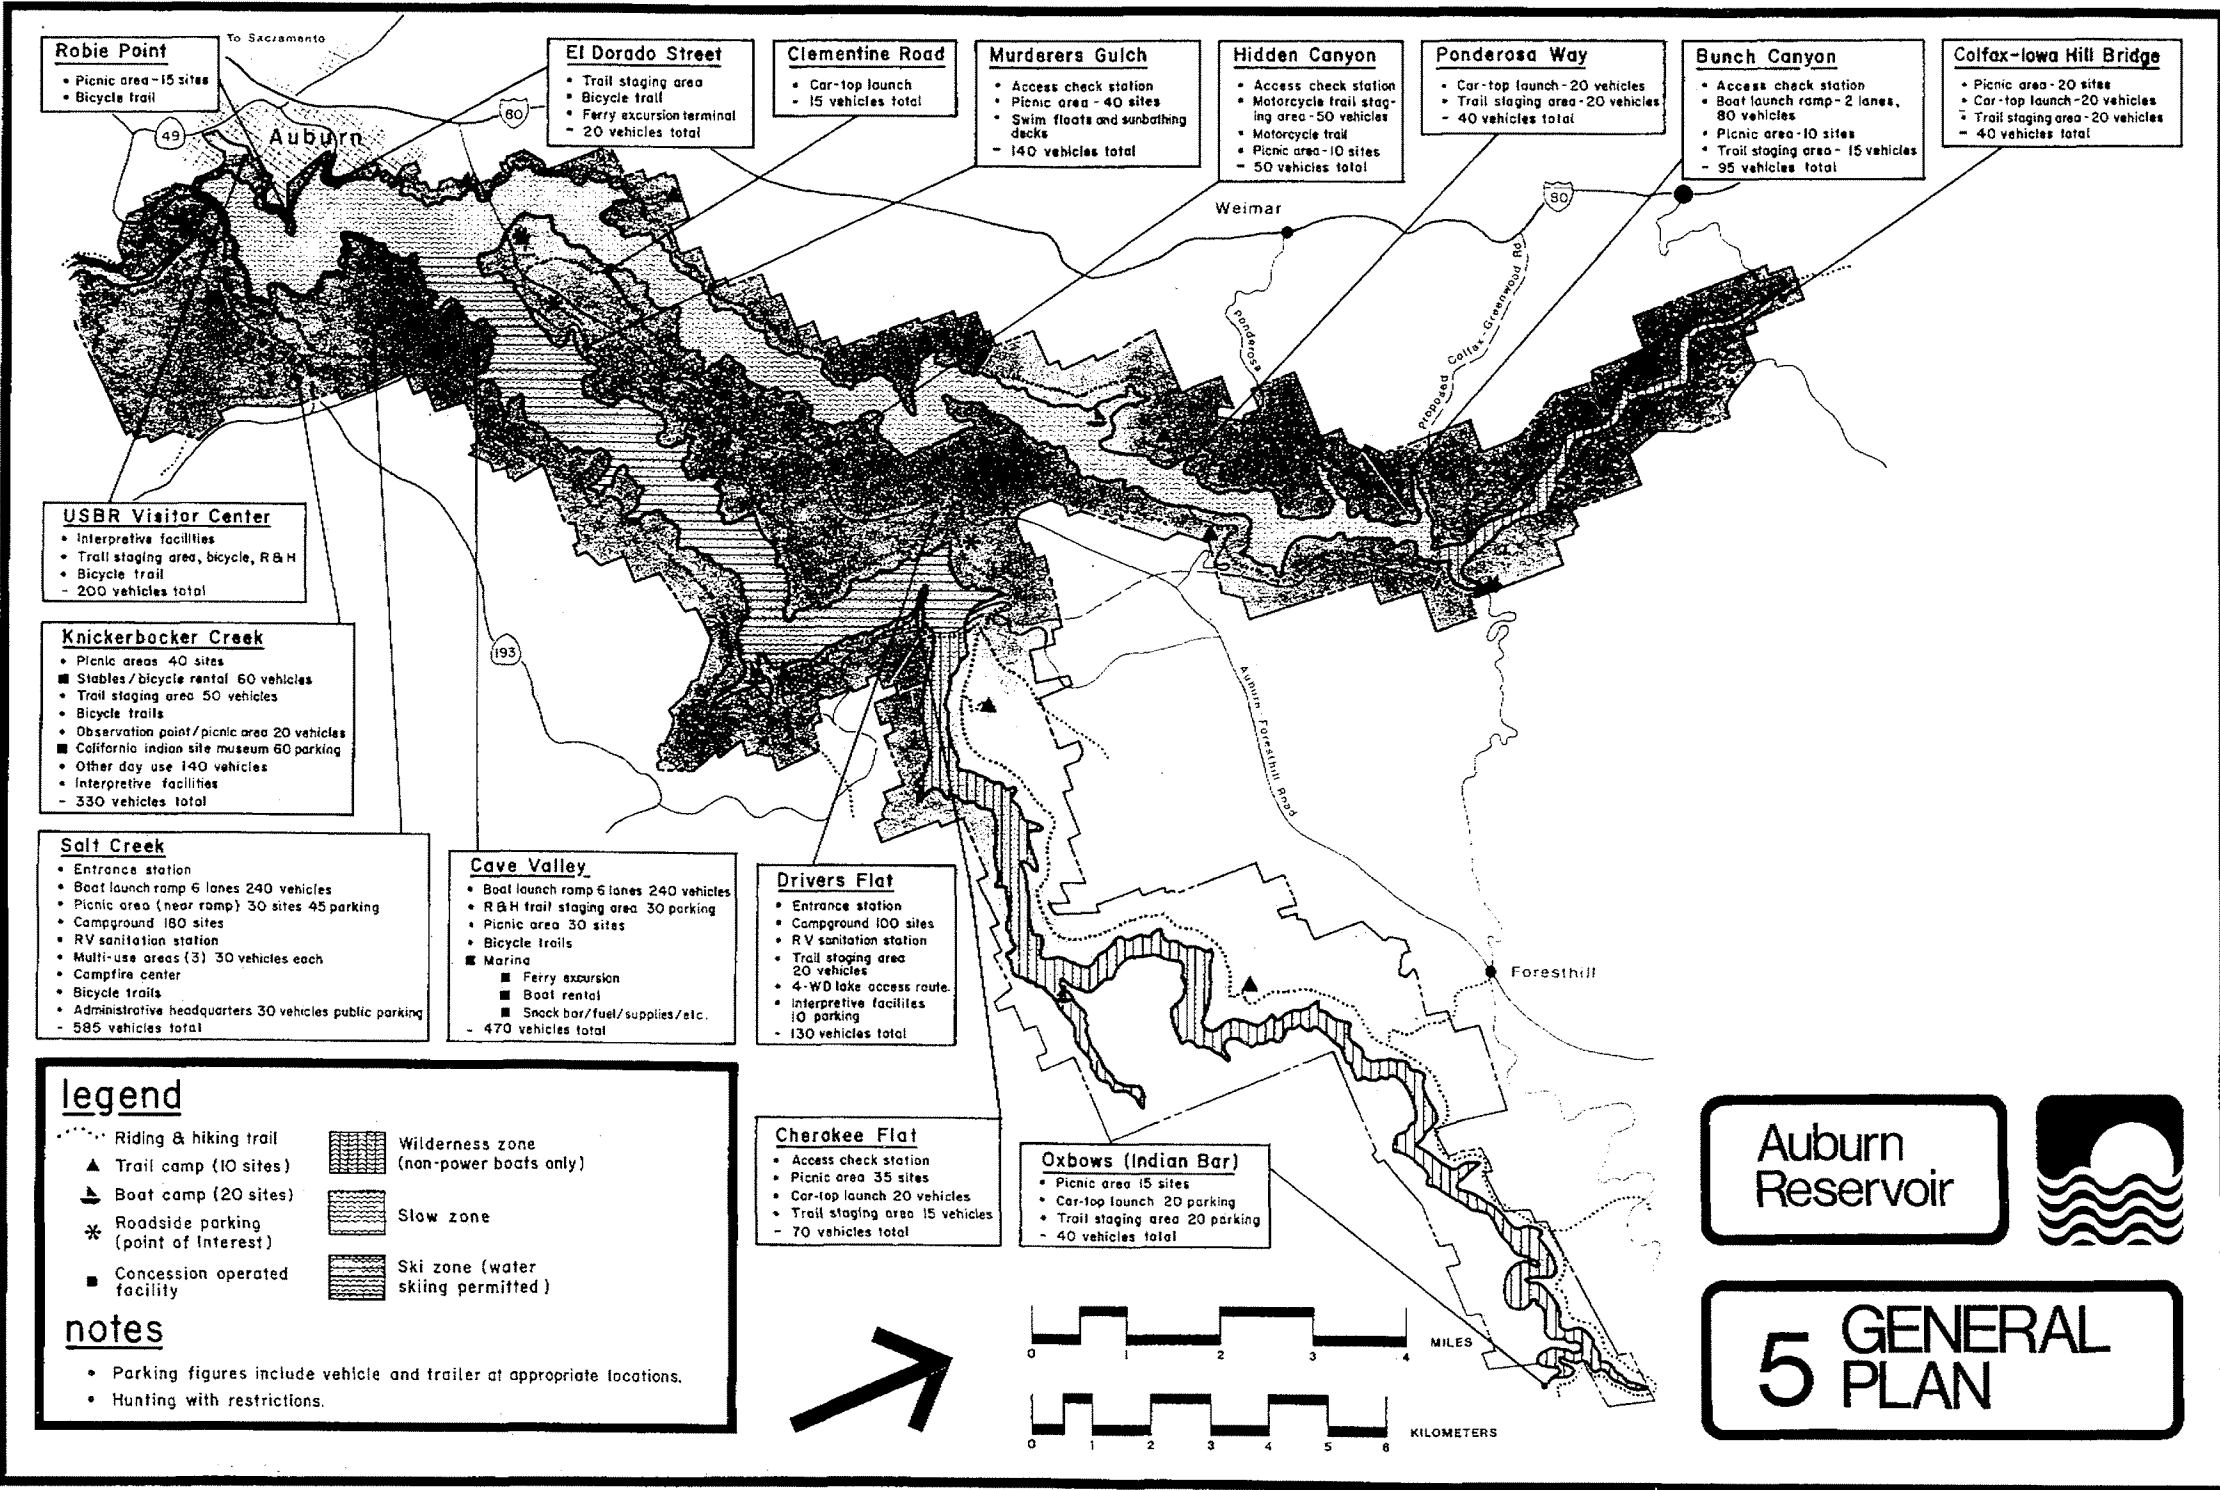 Robie Point
• Picnic area - 15 sites
• Bicycle trail
To Sacramento
El Dorado Street
• Trail staging area
• Bicycle trail
• Ferry excursion terminal
- 20 vehicles total
Clementine Road
• Car-top launch
- 15 vehicles total
Murderers Gulch
• Access check station
• Picnic area - 40 sites
• Swim floats and sunbathing
decks
- 140 vehicles total
Hidden Canyon
• Access check station
• Motorcycle trail stag-
ing area - 50 vehicles
• Motorcycle trail
• Picnic area - 10 sites
- 50 vehicles total
Ponderosa Way
• Car-top launch - 20 vehicles
• Trail staging area - 20 vehicles
- 40 vehicles total
Bunch Canyon
• Access check station
• Boat launch ramp - 2 lanes,
80 vehicles
• Picnic area - 10 sites
• Trail staging area - 15 vehicles
- 95 vehicles total
Colfax-Iowa Hill Bridge
• Picnic area - 20 sites
• Car-top launch - 20 vehicles
• Trail staging area - 20 vehicles
- 40 vehicles total
49
Auburn
80
Weimar
80
Ponderosa
Proposed Colfax-Greenwood Rd
USBR Visitor Center
• Interpretive facilities
• Trail staging area, bicycle, R & H
• Bicycle trail
- 200 vehicles total
193
Knickerbocker Creek
• Picnic areas 40 sites
■ Stables/bicycle rental 60 vehicles
• Trail staging area 50 vehicles
• Bicycle trails
• Observation point/picnic area 20 vehicles
■ California indian site museum 60 parking
• Other day use 140 vehicles
• Interpretive facilities
- 330 vehicles total
Auburn-Foresthill Road
Foresthill
Salt Creek
• Entrance station
• Boat launch ramp 6 lanes 240 vehicles
• Picnic area (near ramp) 30 sites 45 parking
• Campground 180 sites
• RV sanitation station
• Multi-use areas (3) 30 vehicles each
• Campfire center
• Bicycle trails
• Administrative headquarters 30 vehicles public parking
- 585 vehicles total
Cave Valley
• Boat launch ramp 6 lanes 240 vehicles
• R & H trail staging area 30 parking
• Picnic area 30 sites
• Bicycle trails
■ Marina
■ Ferry excursion
■ Boat rental
■ Snack bar/fuel/supplies/etc.
- 470 vehicles total
Drivers Flat
• Entrance station
• Campground 100 sites
• RV sanitation station
• Trail staging area
20 vehicles
• 4-WD lake access route.
• Interpretive facilites
10 parking
- 130 vehicles total
Cherokee Flat
• Access check station
• Picnic area 35 sites
• Car-top launch 20 vehicles
• Trail staging area 15 vehicles
- 70 vehicles total
Oxbows (Indian Bar)
• Picnic area 15 sites
• Car-top launch 20 parking
• Trail staging area 20 parking
- 40 vehicles total
legend
Riding & hiking trail
Trail camp (10 sites)
Boat camp (20 sites)
Roadside parking
(point of interest)
Concession operated
facility
Wilderness zone
(non-power boats only)
Slow zone
Ski zone (water
skiing permitted)
notes
• Parking figures include vehicle and trailer at appropriate locations.
• Hunting with restrictions.
0 1 2 3 4 MILES
0 1 2 3 4 5 6 KILOMETERS
Auburn
Reservoir
5 GENERAL
PLAN